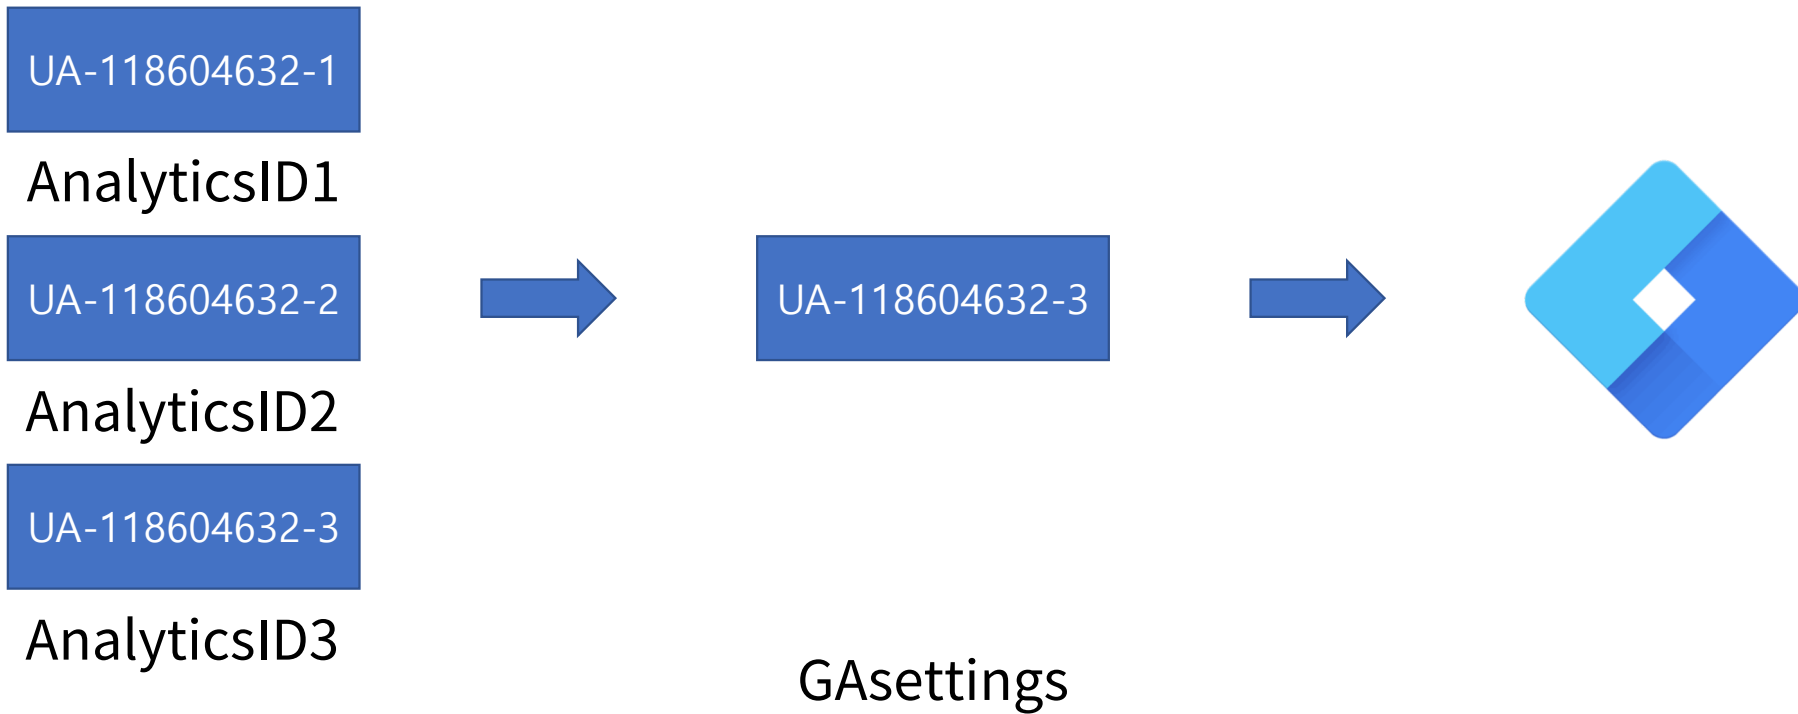 UA-118604632-1
AnalyticsID1
UA-118604632-2
AnalyticsID2
UA-118604632-3
AnalyticsID3
UA-118604632-3
GAsettings